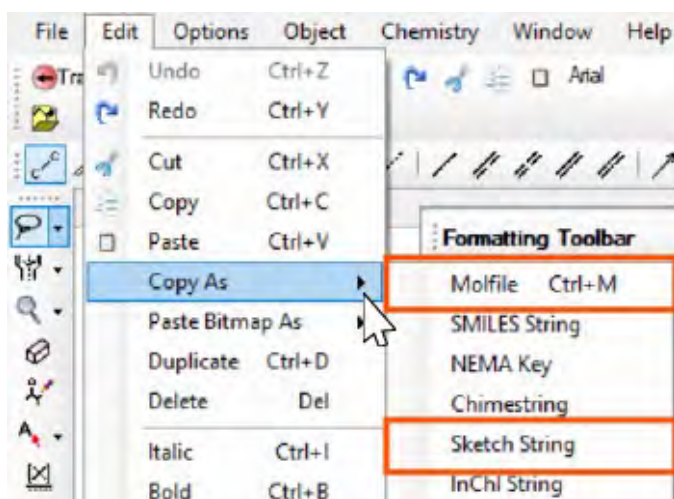 File Edit Options Object Chemistry Window Help
Undo Ctrl+Z
Arial
Redo Ctrl+Y
Cut Ctrl+X
Copy Ctrl+C
Paste Ctrl+V
Formatting Toolbar
Copy As
Molfile Ctrl+M
Paste Bitmap As
SMILES String
Duplicate Ctrl+D
NEMA Key
Delete Del
Chimestring
Italic Ctrl+I
Sketch String
Bold Ctrl+B
InChI String